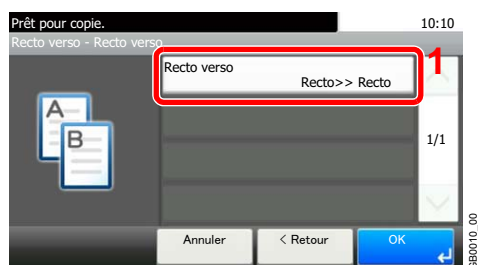 Prêt pour copie.
10:10
Recto verso - Recto verso
1
Recto verso
Recto>> Recto
A
B
1/1
Annuler
< Retour
OK
GB0010_00